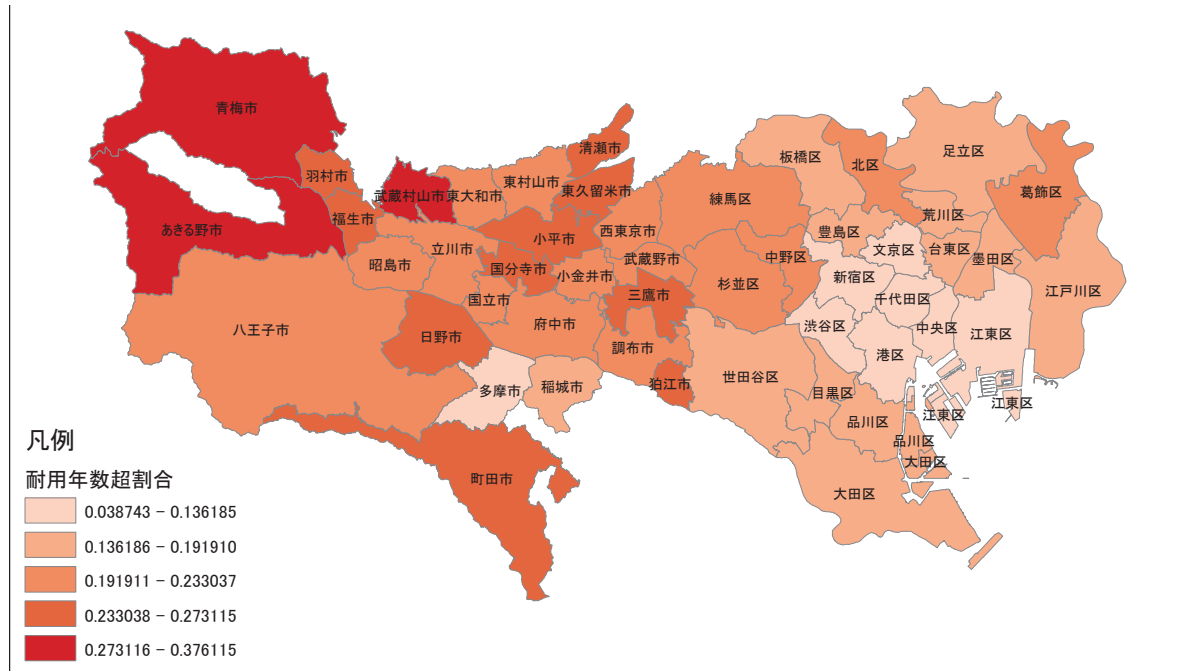 青梅市
清瀬市
板橋区
北区
足立区
羽村市
武蔵村山市
東大和市
東村山市
東久留米市
練馬区
葛飾区
福生市
荒川区
あきる野市
立川市
小平市
西東京市
豊島区
文京区
台東区
墨田区
昭島市
国分寺市
小金井市
武蔵野市
中野区
新宿区
杉並区
江戸川区
国立市
三鷹市
千代田区
八王子市
日野市
府中市
渋谷区
中央区
江東区
調布市
港区
多摩市
稲城市
狛江市
世田谷区
目黒区
江東区
江東区
品川区
品川区
大田区
町田市
大田区
凡例
耐用年数超割合
0.038743 - 0.136185
0.136186 - 0.191910
0.191911 - 0.233037
0.233038 - 0.273115
0.273116 - 0.376115